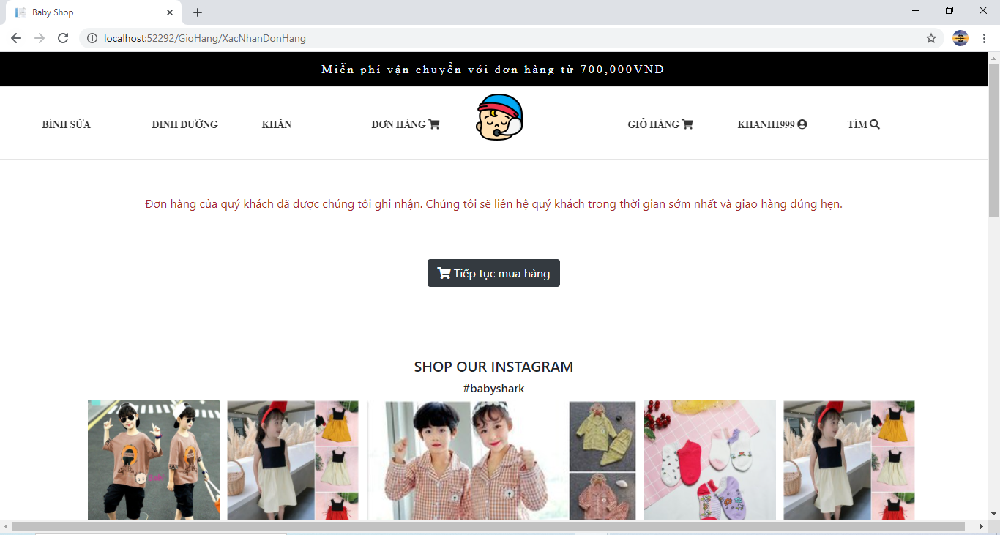 Baby Shop
localhost:52292/GioHang/XacNhanDonHang
Miễn phí vận chuyển với đơn hàng từ 700,000VND
BÌNH SỮA DINH DƯỠNG KHĂN ĐƠN HÀNG GIỎ HÀNG KHANH1999 TÌM
Đơn hàng của quý khách đã được chúng tôi ghi nhận. Chúng tôi sẽ liên hệ quý khách trong thời gian sớm nhất và giao hàng đúng hẹn.
Tiếp tục mua hàng
SHOP OUR INSTAGRAM
#babyshark